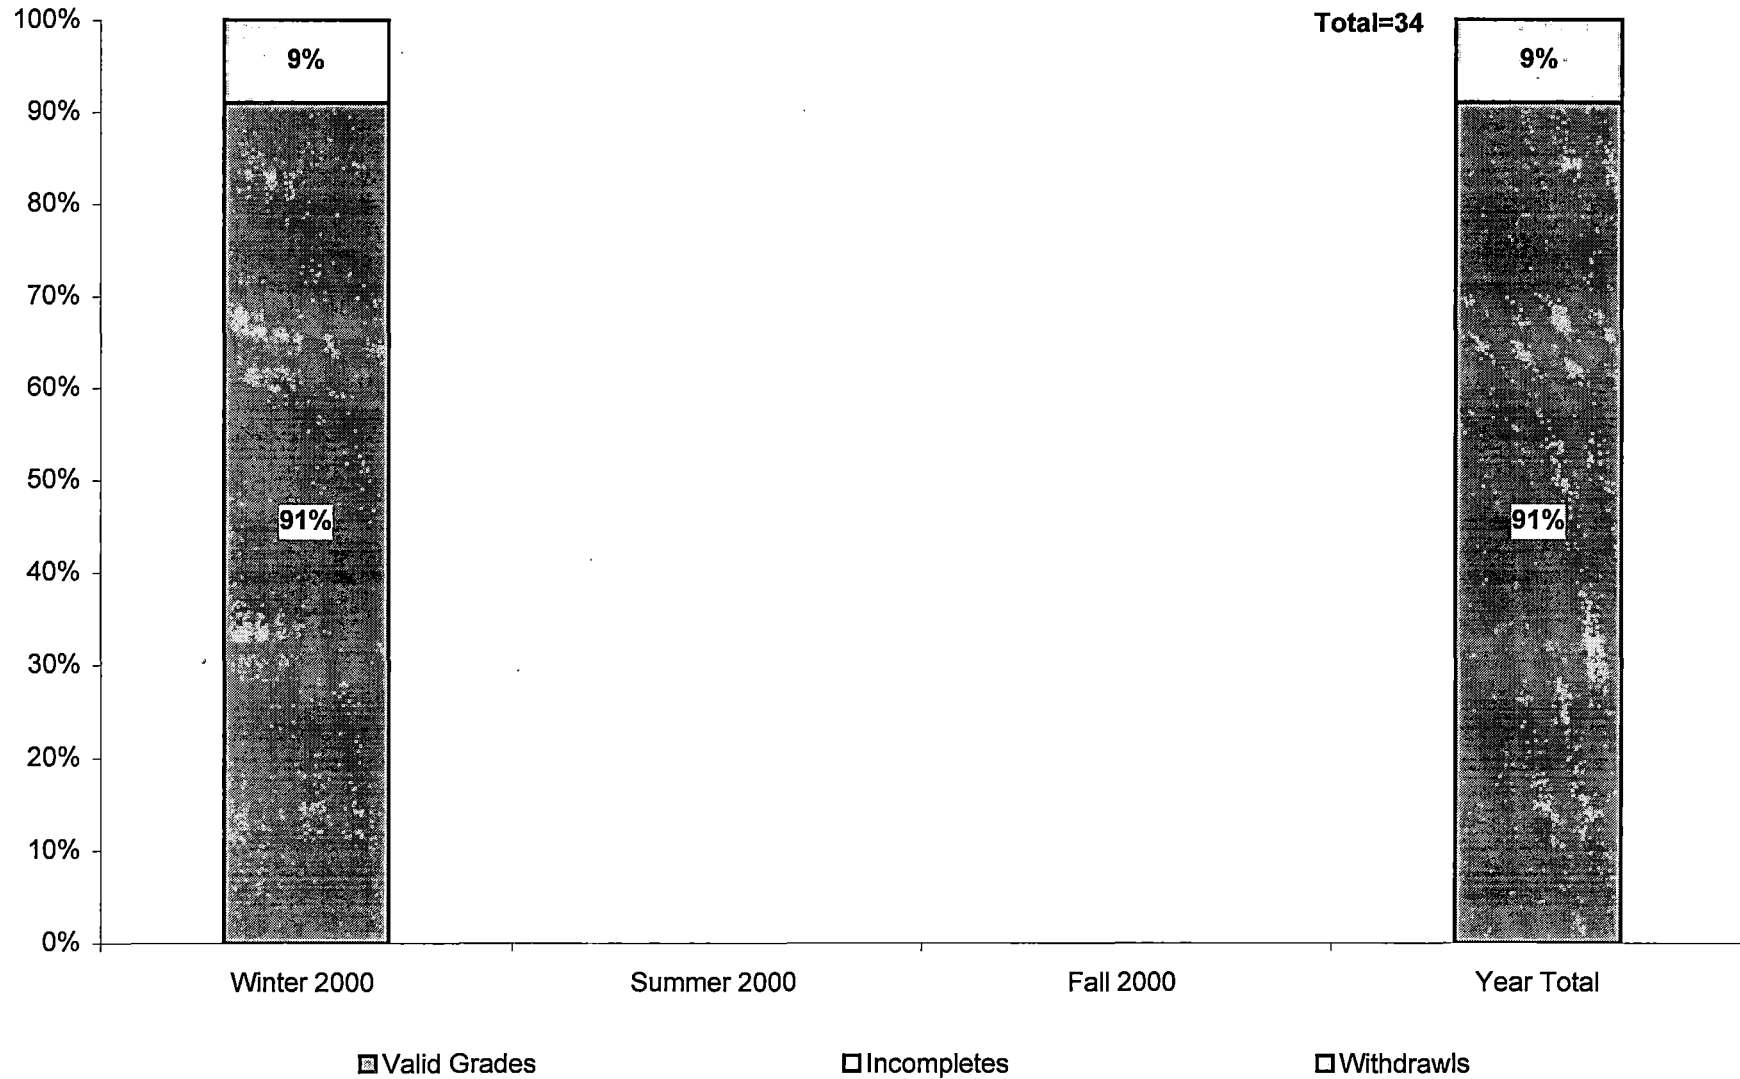 100%
Total=34
9%
9%
90%
80%
70%
60%
50%
91%
91%
40%
30%
20%
10%
0%
Winter 2000
Summer 2000
Fall 2000
Year Total
Valid Grades
Incompletes
Withdrawls